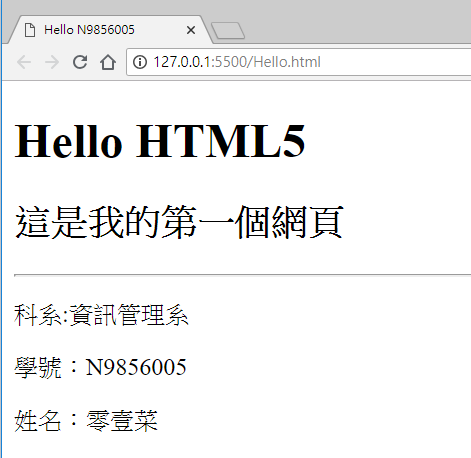 Hello N9856005
127.0.0.1:5500/Hello.html
Hello HTML5
這是我的第一個網頁
科系:資訊管理系
學號：N9856005
姓名：零壹菜